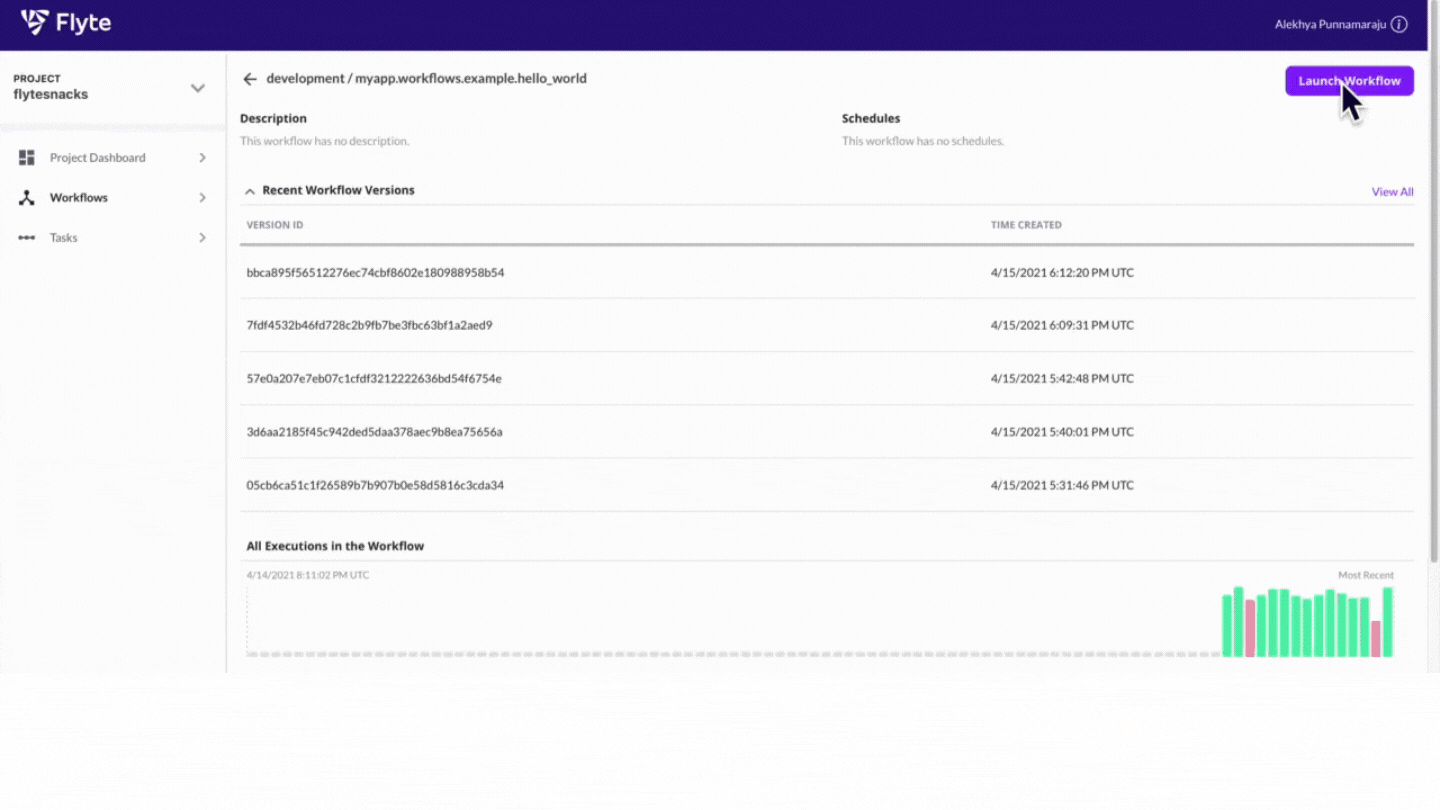 Flyte
Alekhya Punnamaraju
PROJECT
flytesnacks
development / myapp.workflows.example.hello_world
Launch Workflow
Description
Schedules
This workflow has no description.
This workflow has no schedules.
Project Dashboard
Workflows
Tasks
Recent Workflow Versions
View All
VERSION ID TIME CREATED
bbca895f56512276ec74cbf8602e180988958b54 4/15/2021 6:12:20 PM UTC
7fdf4532b46fd728c2b9fb7be3fbc63bf1a2aed9 4/15/2021 6:09:31 PM UTC
57e0a207e7eb07c1cfdf3212222636bd54f6754e 4/15/2021 5:42:48 PM UTC
3d6aa2185f45c942ded5daa378aec9b8ea75656a 4/15/2021 5:40:01 PM UTC
05cb6ca51c1f26589b7b907b0e58d5816c3cda34 4/15/2021 5:31:46 PM UTC
All Executions in the Workflow
4/14/2021 8:11:02 PM UTC
Most Recent